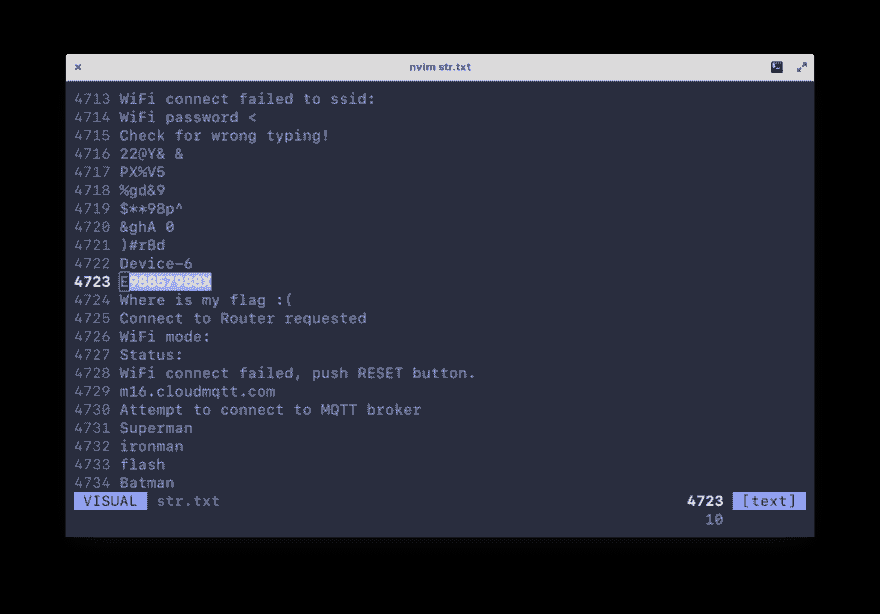 nvim str.txt
4713 WiFi connect failed to ssid:
4714 WiFi password <
4715 Check for wrong typing!
4716 22@Y& &
4717 PX%V5
4718 %gd&9
4719 $**98p^
4720 &ghA 0
4721 )#r8d
4722 Device-6
4723 E98857988X
4724 Where is my flag :(
4725 Connect to Router requested
4726 WiFi mode:
4727 Status:
4728 WiFi connect failed, push RESET button.
4729 m16.cloudmqtt.com
4730 Attempt to connect to MQTT broker
4731 Superman
4732 ironman
4733 flash
4734 Batman
VISUAL str.txt 4723 [text]
10